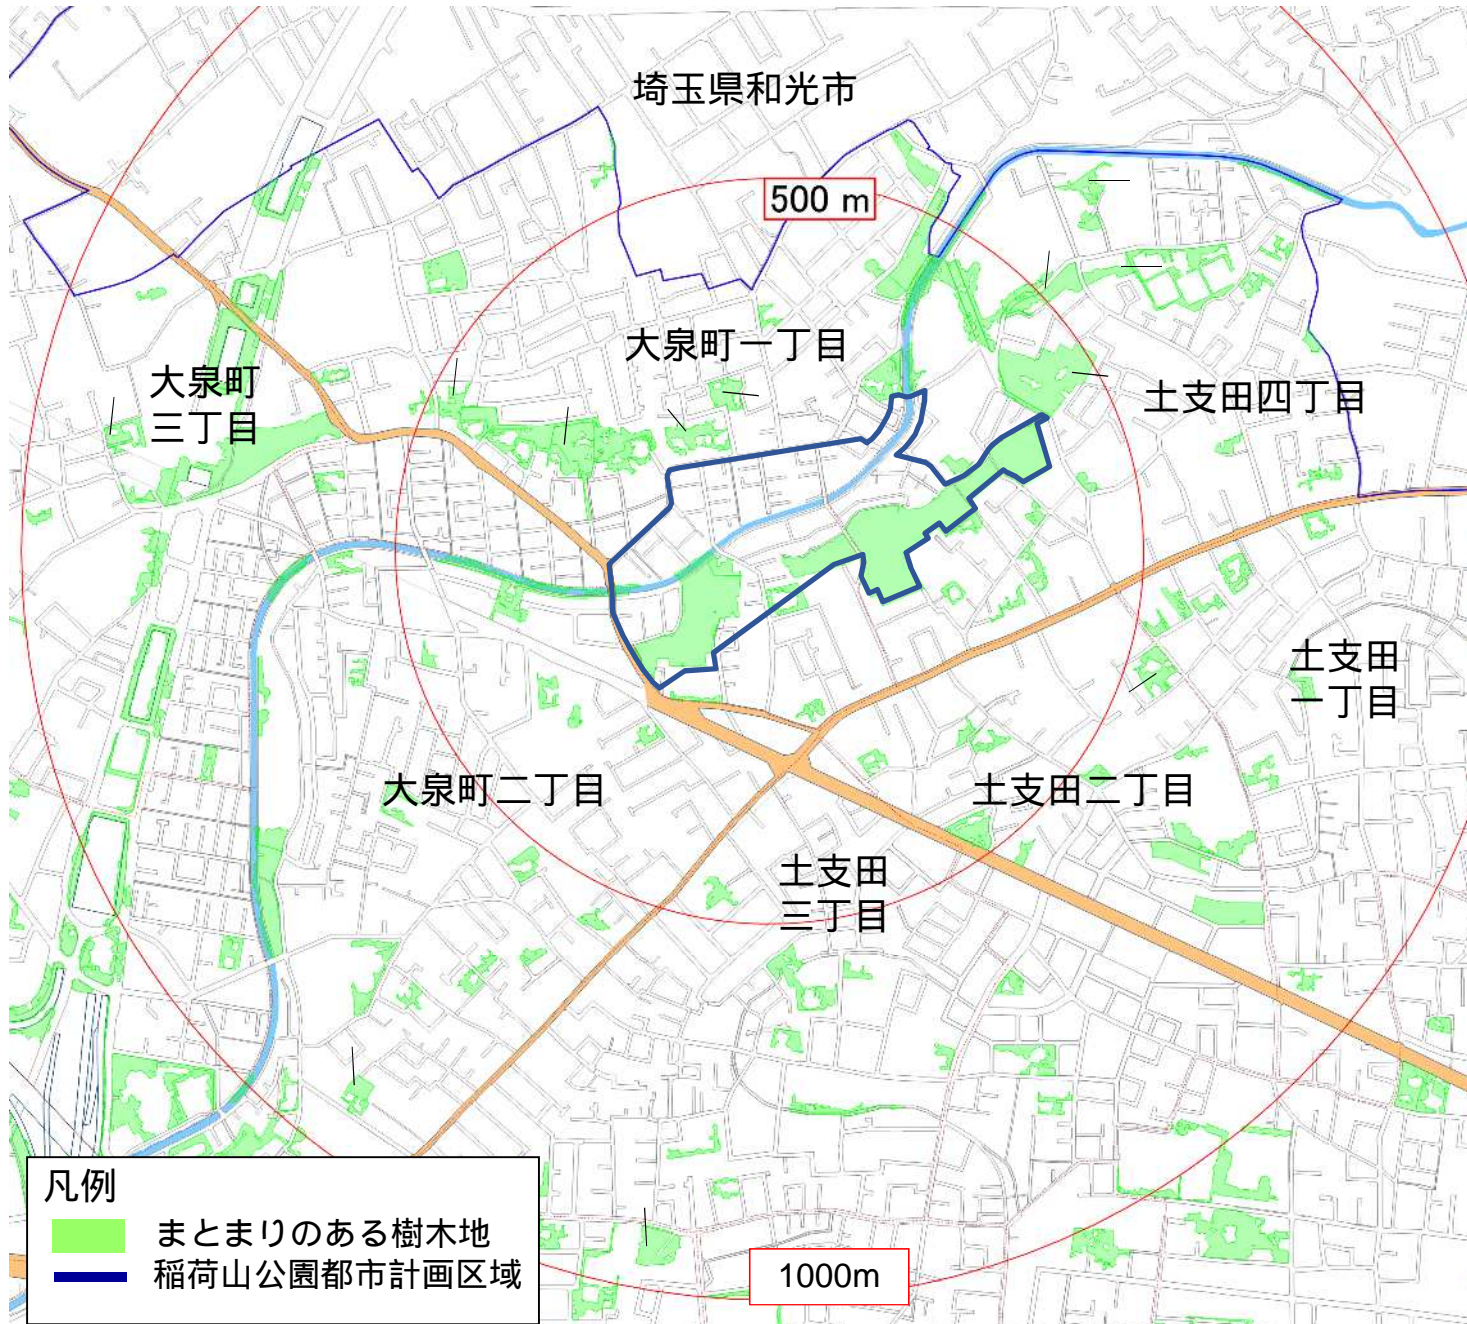 埼玉県和光市
500 m
大泉町一丁目
大泉町
三丁目
土支田四丁目
土支田
一丁目
大泉町二丁目
土支田二丁目
土支田
三丁目
凡例
まとまりのある樹木地
稲荷山公園都市計画区域
1000m